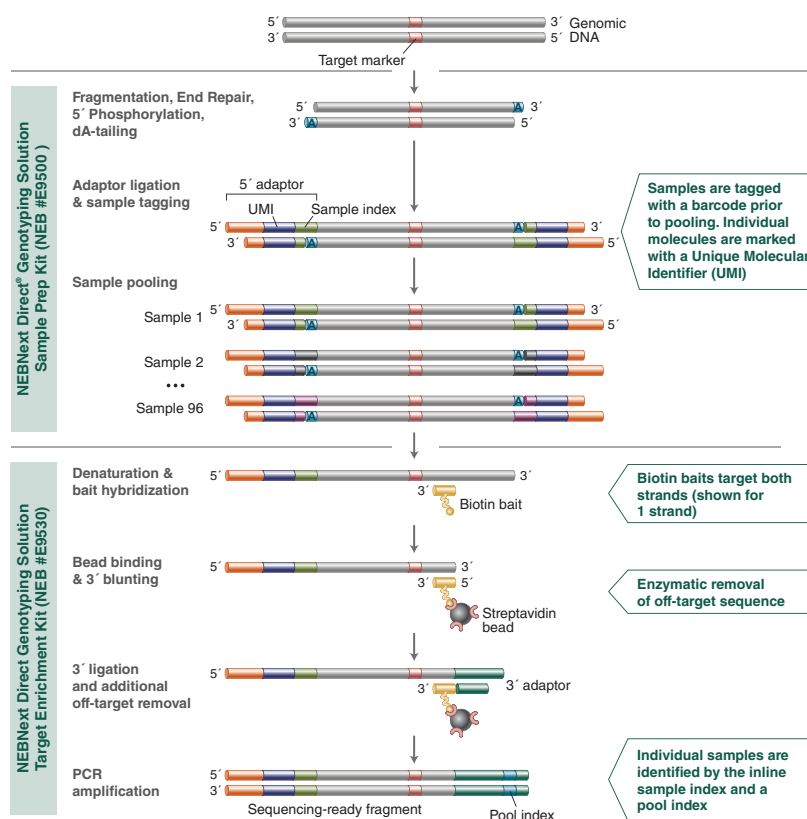 5´ 3´ Genomic
3´ 5´ DNA
Target marker
NEBNext Direct® Genotyping Solution
Sample Prep Kit (NEB #E9500 )
Fragmentation, End Repair,
5´ Phosphorylation,
dA-tailing
5´ A 3´
3´ A 5´
Adaptor ligation
& sample tagging
5´ adaptor
UMI Sample index
5´ A 3´
3´ A 5´
Samples are tagged
with a barcode prior
to pooling. Individual
molecules are marked
with a Unique Molecular
Identifier (UMI)
Sample pooling
Sample 1
5´ A 3´
3´ A 5´
Sample 2
A
A
•••
Sample 96
A
A
NEBNext Direct Genotyping Solution
Target Enrichment Kit (NEB #E9530)
Denaturation &
bait hybridization
5´ 3´
3´
Biotin bait
Biotin baits target both
strands (shown for
1 strand)
Bead binding
& 3´ blunting
5´ 3´
3´ 5´
Streptavidin
bead
Enzymatic removal
of off-target sequence
3´ ligation
and additional
off-target removal
5´
3´ 3´ adaptor
PCR
amplification
5´
3´
Sequencing-ready fragment
Pool index
Individual samples are
identified by the inline
sample index and a
pool index